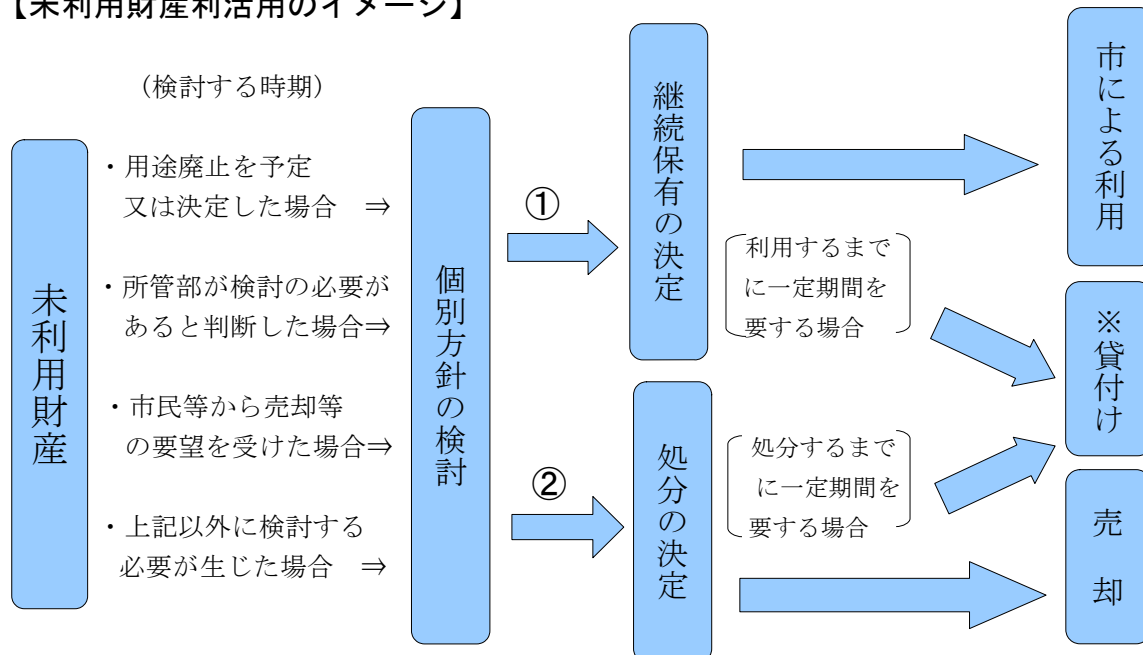 【未利用財産利活用のイメージ】
(検討する時期)
未利用財産
・用途廃止を予定
又は決定した場合 ⇒
・所管部が検討の必要が
あると判断した場合⇒
・市民等から売却等
の要望を受けた場合⇒
・上記以外に検討する
必要が生じた場合 ⇒
個別方針の検討
①
②
継続保有の決定
処分の決定
利用するまで
に一定期間を
要する場合
処分するまで
に一定期間を
要する場合
市による利用
※貸付け
売却